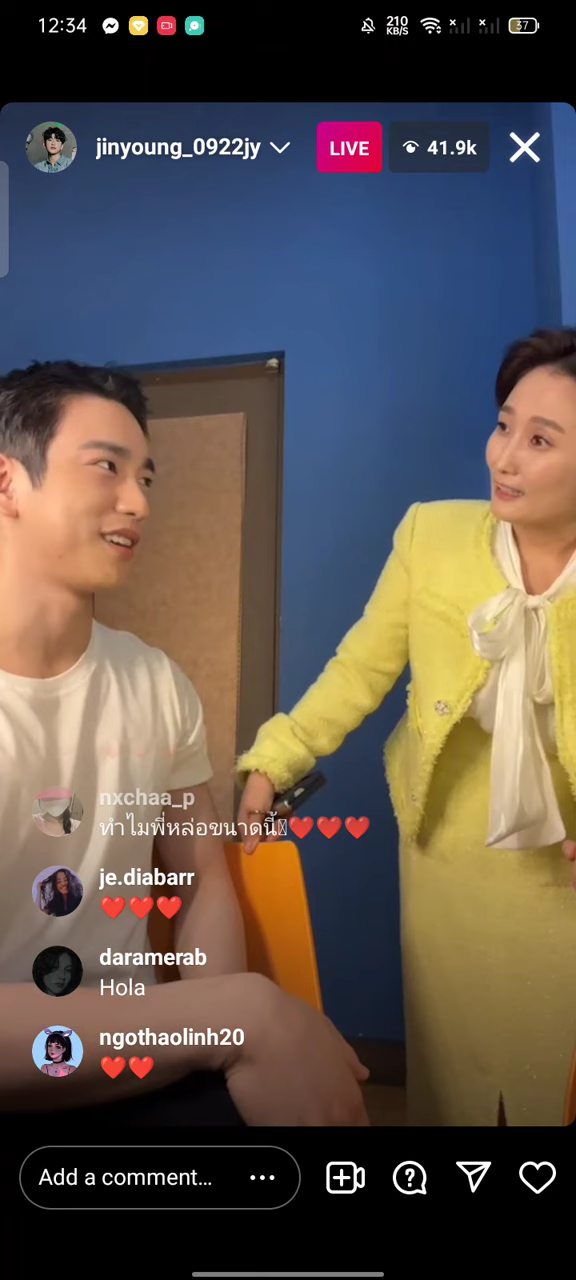 12:34
210
KB/S
37
jinyoung_0922jy
LIVE
41.9k
nxchaa_p
ทำไมพี่หล่อขนาดนี้❤️❤️❤️
je.diabarr
❤️❤️❤️
daramerab
Hola
ngothaolinh20
❤️❤️
Add a comment...